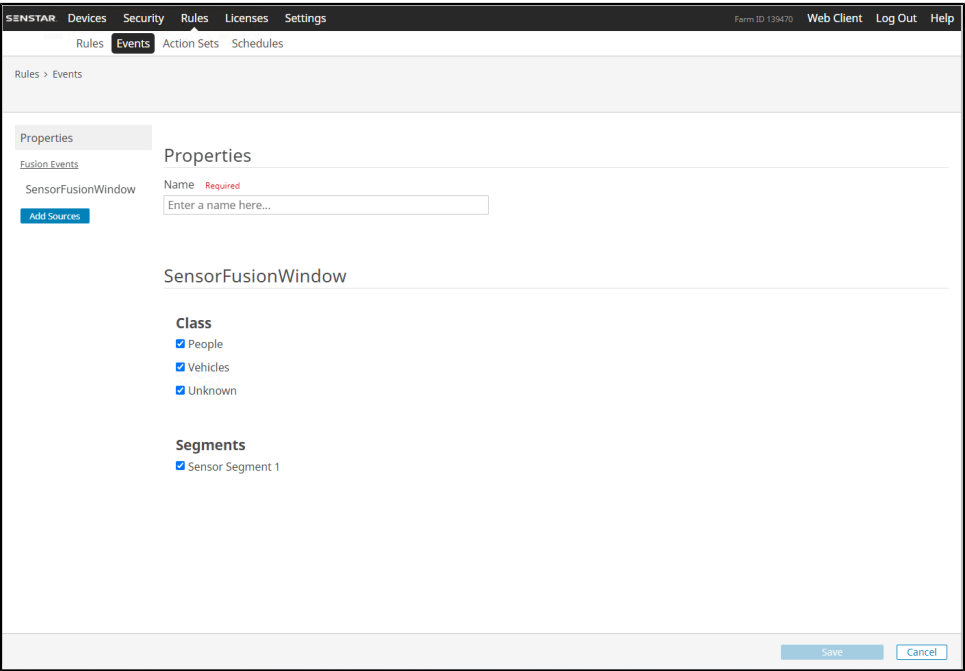 SENSTAR Devices Security Rules Licenses Settings Farm ID 139470 Web Client Log Out Help
Rules Events Action Sets Schedules
Rules > Events
Properties
Fusion Events
SensorFusionWindow
Add Sources
Properties
Name Required
Enter a name here...
SensorFusionWindow
Class
People
Vehicles
Unknown
Segments
Sensor Segment 1
Save Cancel